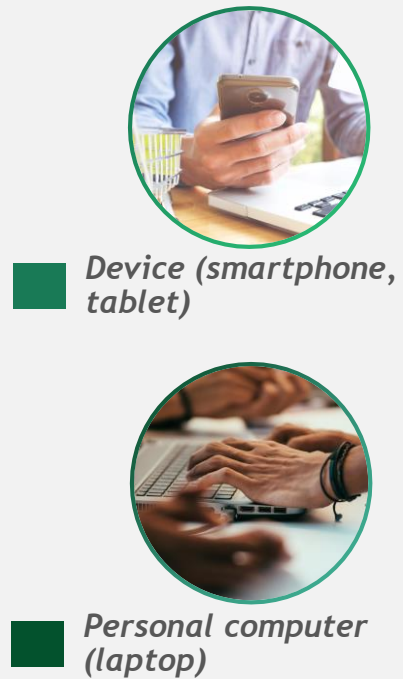 Device (smartphone,
tablet)
Personal computer
(laptop)